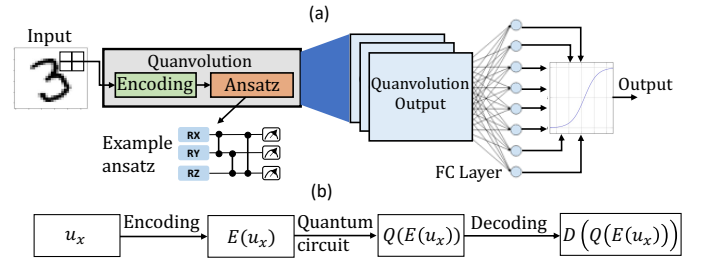 (a)
Input
3
Quanvolution
Encoding
Ansatz
Quanvolution
Output
Output
Example
ansatz
RX
RY
RZ
FC Layer
(b)
u_x
Encoding
E(u_x)
Quantum
circuit
Q(E(u_x))
Decoding
D(Q(E(u_x)))